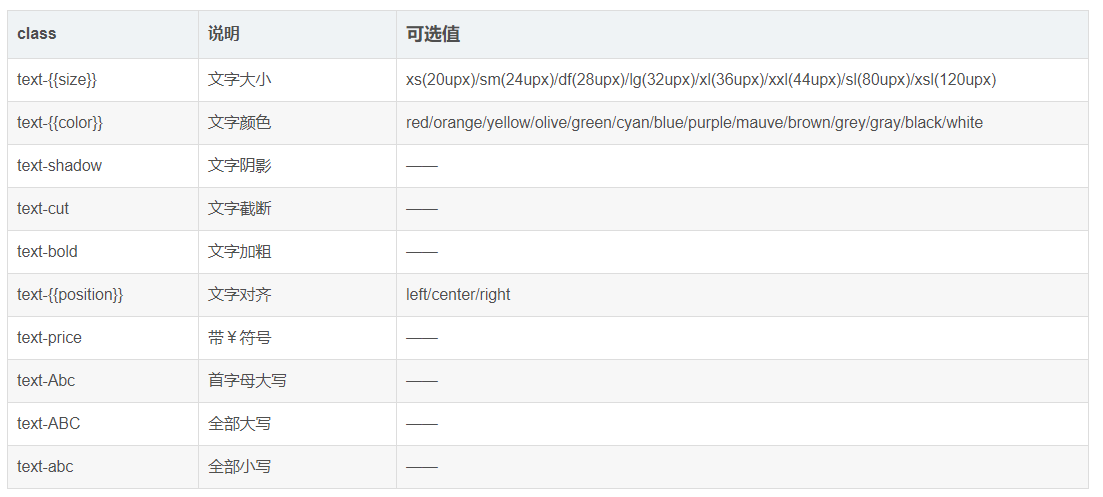 class 说明 可选值
text-{{size}} 文字大小 xs(20upx)/sm(24upx)/df(28upx)/lg(32upx)/xl(36upx)/xxl(44upx)/sl(80upx)/xsl(120upx)
text-{{color}} 文字颜色 red/orange/yellow/olive/green/cyan/blue/purple/mauve/brown/grey/gray/black/white
text-shadow 文字阴影 ——
text-cut 文字截断 ——
text-bold 文字加粗 ——
text-{{position}} 文字对齐 left/center/right
text-price 带￥符号 ——
text-Abc 首字母大写 ——
text-ABC 全部大写 ——
text-abc 全部小写 ——